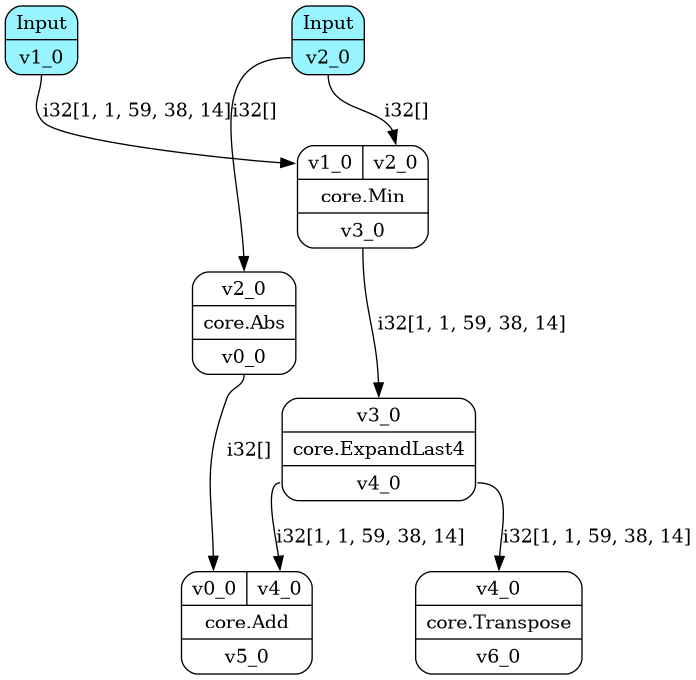 Input
v1_0
Input
v2_0
i32[1, 1, 59, 38, 14]
i32[]
i32[]
v1_0
v2_0
core.Min
v3_0
v2_0
core.Abs
v0_0
i32[1, 1, 59, 38, 14]
v3_0
core.ExpandLast4
v4_0
i32[]
i32[1, 1, 59, 38, 14]
i32[1, 1, 59, 38, 14]
v0_0
v4_0
core.Add
v5_0
v4_0
core.Transpose
v6_0